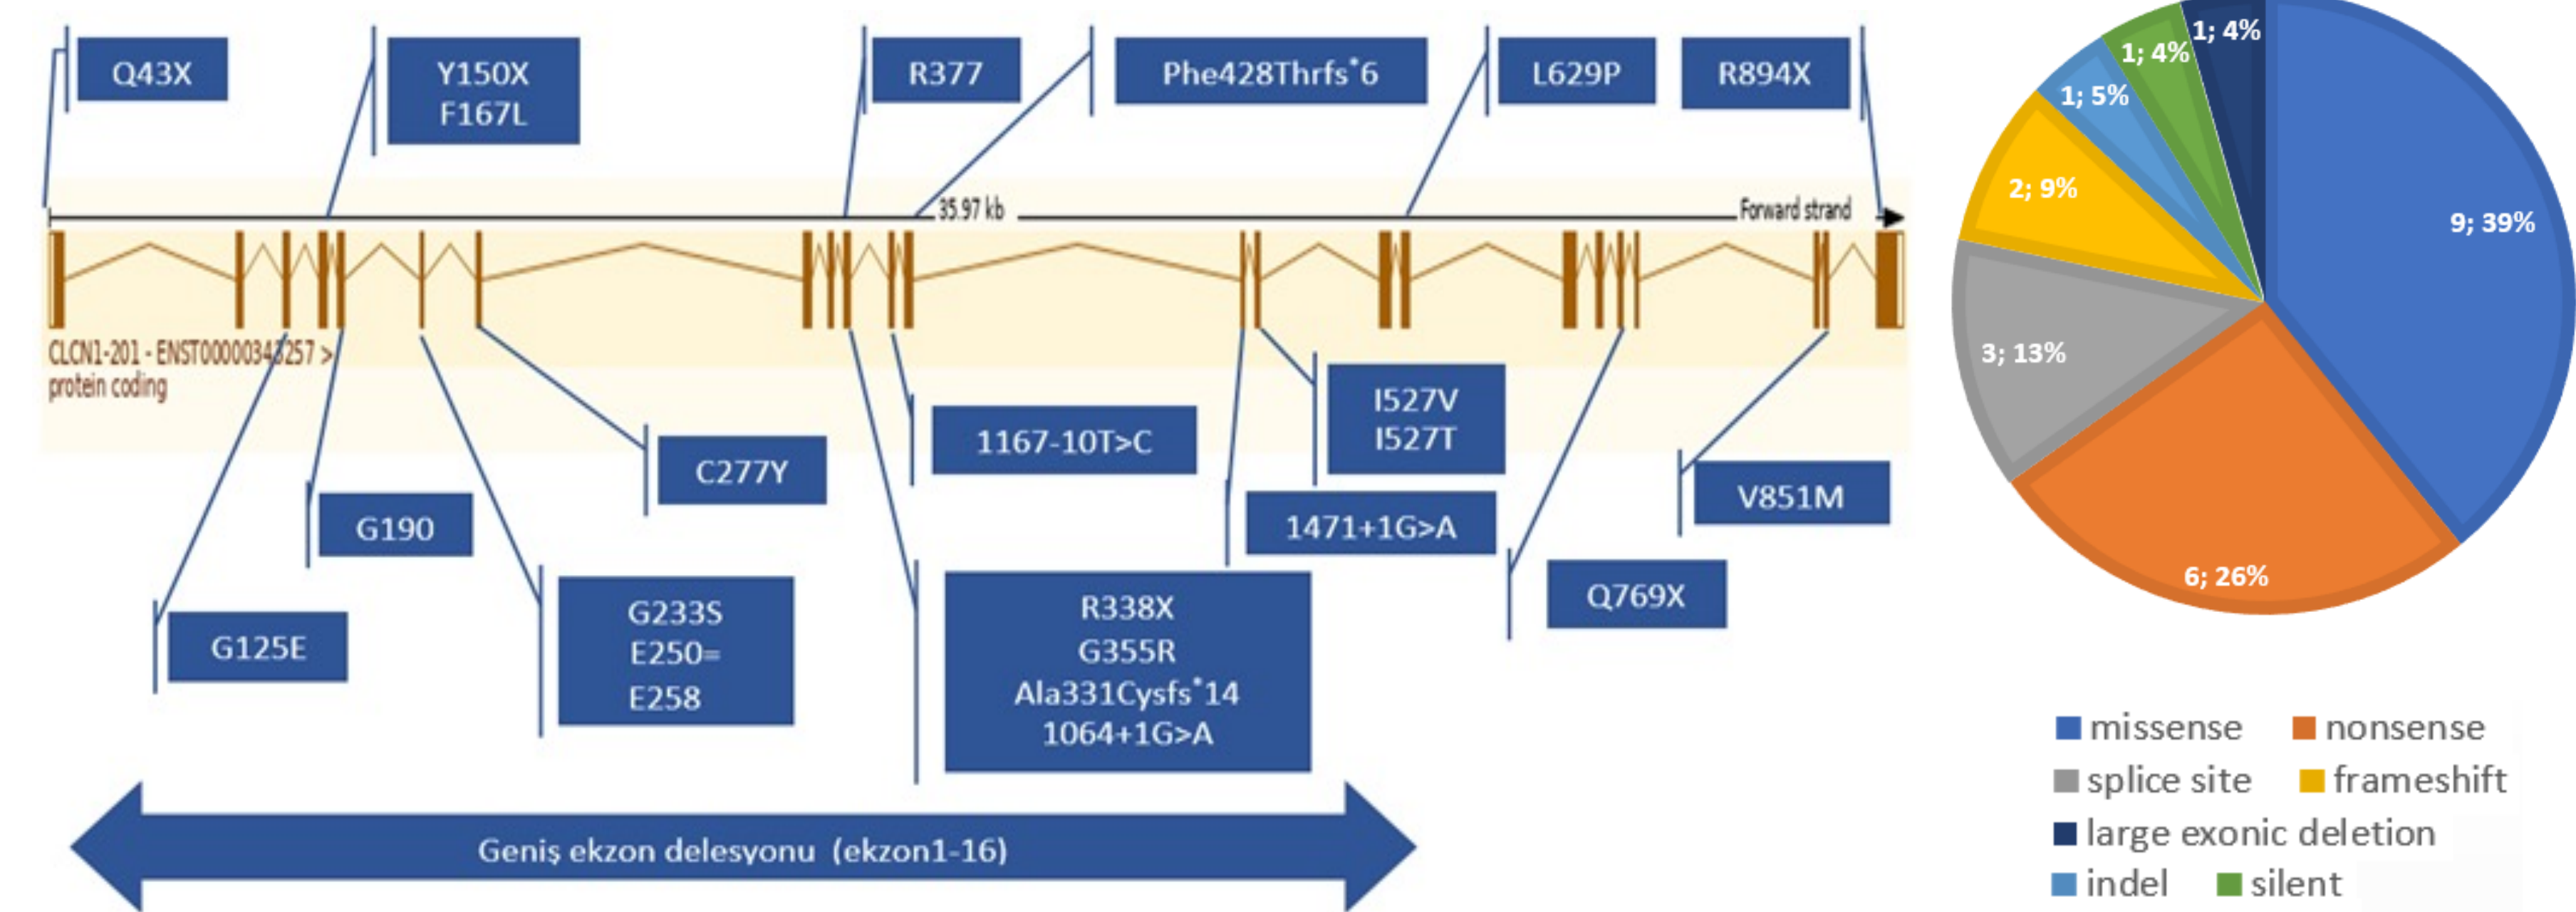 Q43X
Y150X
F167L
R377
Phe428Thrfs*6
L629P
R894X
35.97 kb
Forward strand
CLCN1-201 - ENST00000343257 >
protein coding
G125E
G190
G233S
E250=
E258
C277Y
1167-10T>C
R338X
G355R
Ala331Cysfs*14
1064+1G>A
I527V
I527T
1471+1G>A
Q769X
V851M
Geniş ekzon delesyonu (ekzon1-16)
1; 4%
1; 4%
1; 5%
2; 9%
3; 13%
6; 26%
9; 39%
missense
nonsense
splice site
frameshift
large exonic deletion
indel
silent